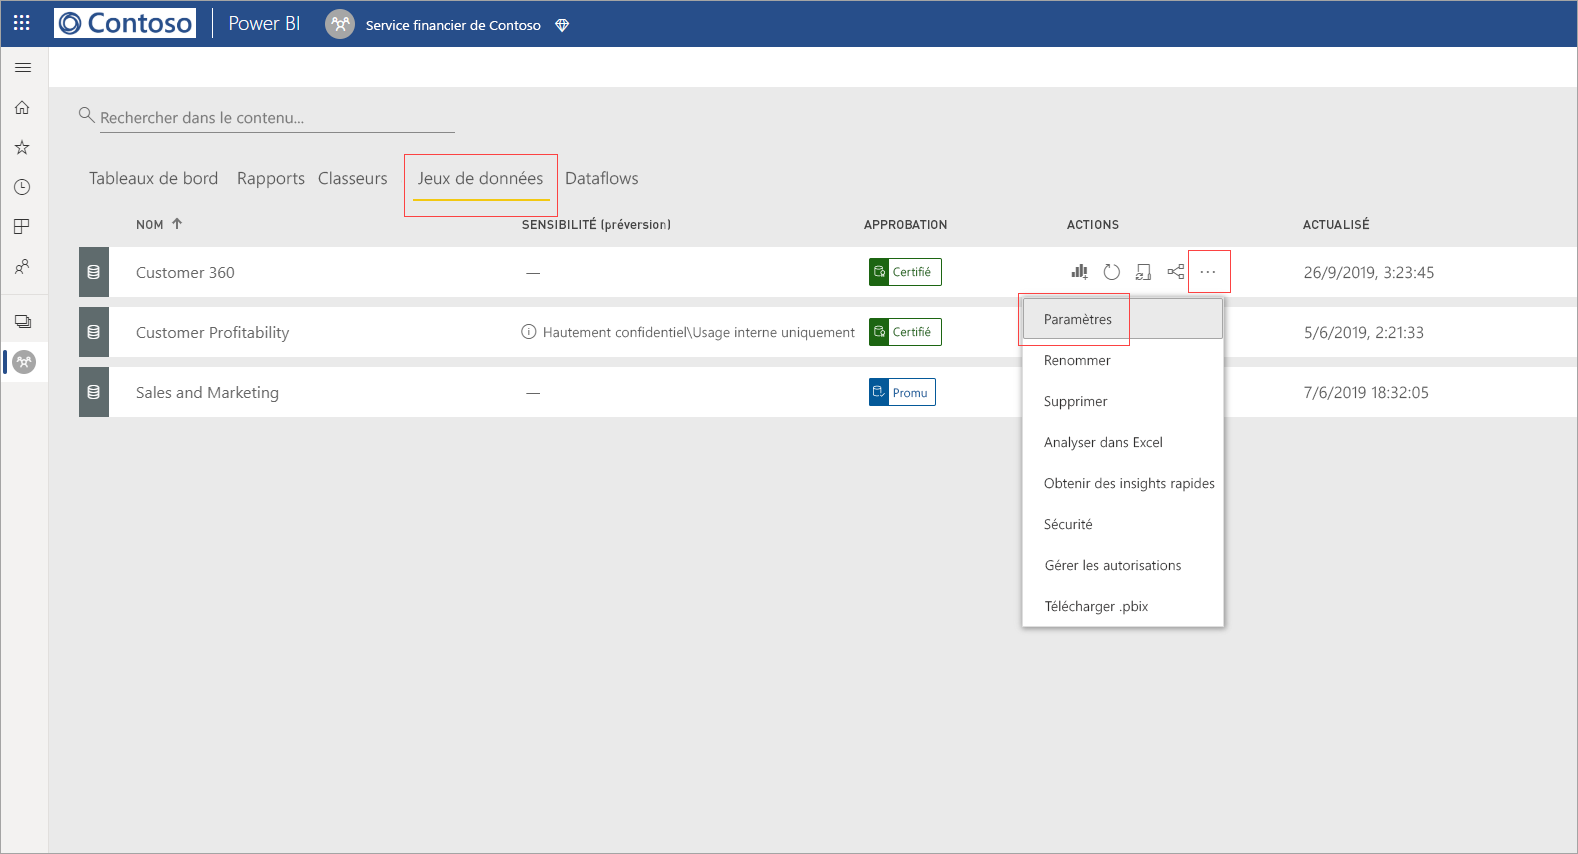 Contoso Power BI Service financier de Contoso
Rechercher dans le contenu...
Tableaux de bord Rapports Classeurs Jeux de données Dataflows
NOM SENSIBILITÉ (préversion) APPROBATION ACTIONS ACTUALISÉ
Customer 360 — Certifié ... 26/9/2019, 3:23:45
Customer Profitability Hautement confidentiel\Usage interne uniquement Certifié 5/6/2019, 2:21:33
Sales and Marketing — Promu 7/6/2019 18:32:05
Paramètres
Renommer
Supprimer
Analyser dans Excel
Obtenir des insights rapides
Sécurité
Gérer les autorisations
Télécharger .pbix